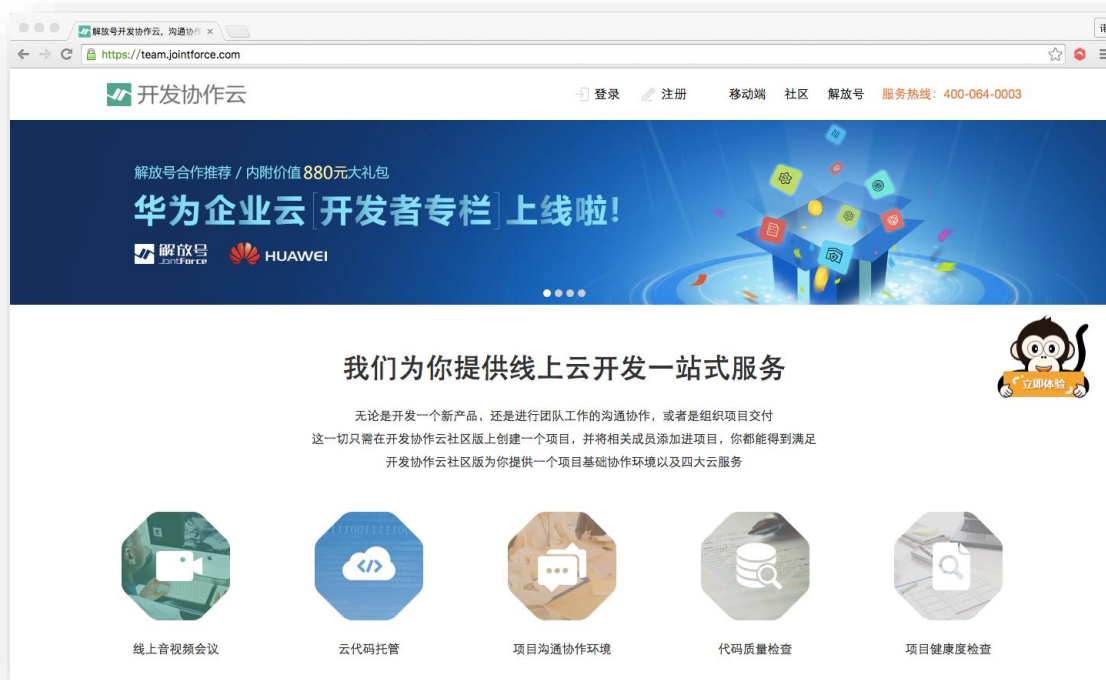 解放号开发协作云，沟通协作
https://team.jointforce.com
开发协作云
登录 注册 移动端 社区 解放号 服务热线：400-064-0003
解放号合作推荐 / 内附价值880元大礼包
华为企业云[开发者专栏]上线啦！
解放号 JointForce HUAWEI
我们为你提供线上云开发一站式服务
立即体验
无论是开发一个新产品，还是进行团队工作的沟通协作，或者是组织项目交付
这一切只需在开发协作云社区版上创建一个项目，并将相关成员添加进项目，你都能得到满足
开发协作云社区版为你提供一个项目基础协作环境以及四大云服务
线上音视频会议 云代码托管 项目沟通协作环境 代码质量检查 项目健康度检查